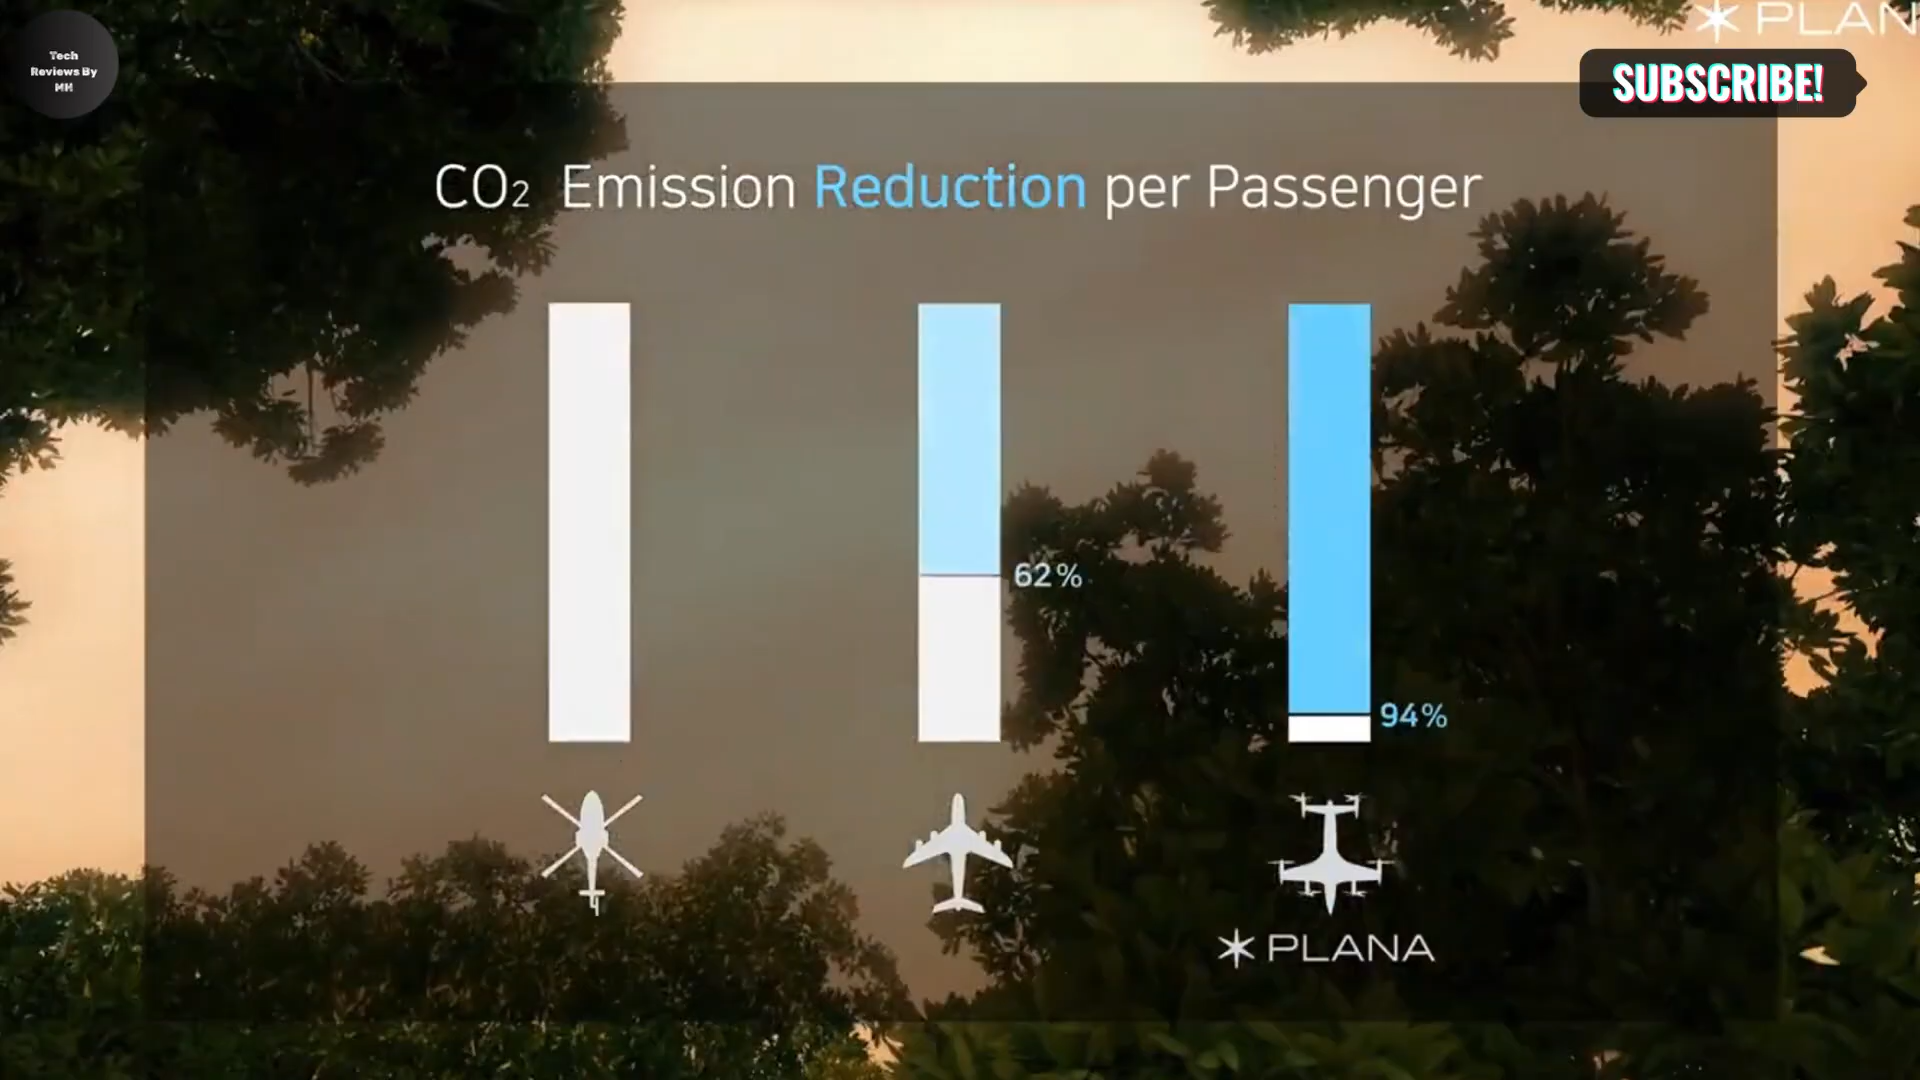 Tech
Reviews By
MH
PLAN
SUBSCRIBE!
CO₂ Emission Reduction per Passenger
62%
94%
PLANA